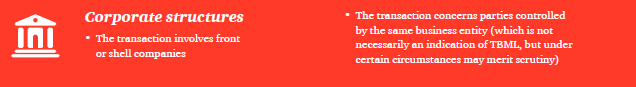 Corporate structures
• The transaction involves front
or shell companies
• The transaction concerns parties controlled
by the same business entity (which is not
necessarily an indication of TBML, but under
certain circumstances may merit scrutiny)